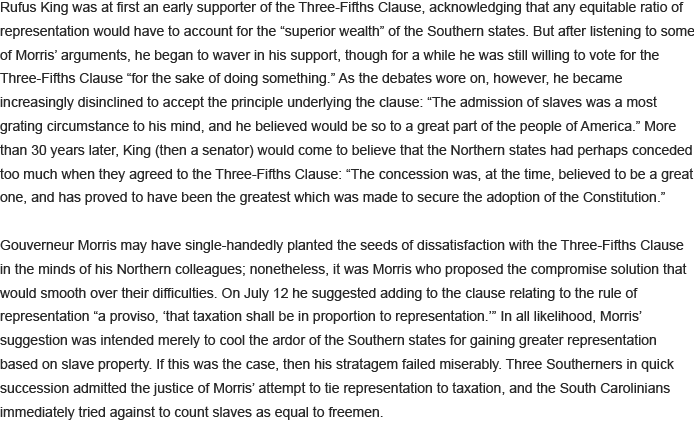 Rufus King was at first an early supporter of the Three-Fifths Clause, acknowledging that any equitable ratio of
representation would have to account for the “superior wealth” of the Southern states. But after listening to some
of Morris’ arguments, he began to waver in his support, though for a while he was still willing to vote for the
Three-Fifths Clause “for the sake of doing something.” As the debates wore on, however, he became
increasingly disinclined to accept the principle underlying the clause: “The admission of slaves was a most
grating circumstance to his mind, and he believed would be so to a great part of the people of America.” More
than 30 years later, King (then a senator) would come to believe that the Northern states had perhaps conceded
too much when they agreed to the Three-Fifths Clause: “The concession was, at the time, believed to be a great
one, and has proved to have been the greatest which was made to secure the adoption of the Constitution.”
Gouverneur Morris may have single-handedly planted the seeds of dissatisfaction with the Three-Fifths Clause
in the minds of his Northern colleagues; nonetheless, it was Morris who proposed the compromise solution that
would smooth over their difficulties. On July 12 he suggested adding to the clause relating to the rule of
representation “a proviso, ‘that taxation shall be in proportion to representation.’” In all likelihood, Morris’
suggestion was intended merely to cool the ardor of the Southern states for gaining greater representation
based on slave property. If this was the case, then his stratagem failed miserably. Three Southerners in quick
succession admitted the justice of Morris’ attempt to tie representation to taxation, and the South Carolinians
immediately tried against to count slaves as equal to freemen.